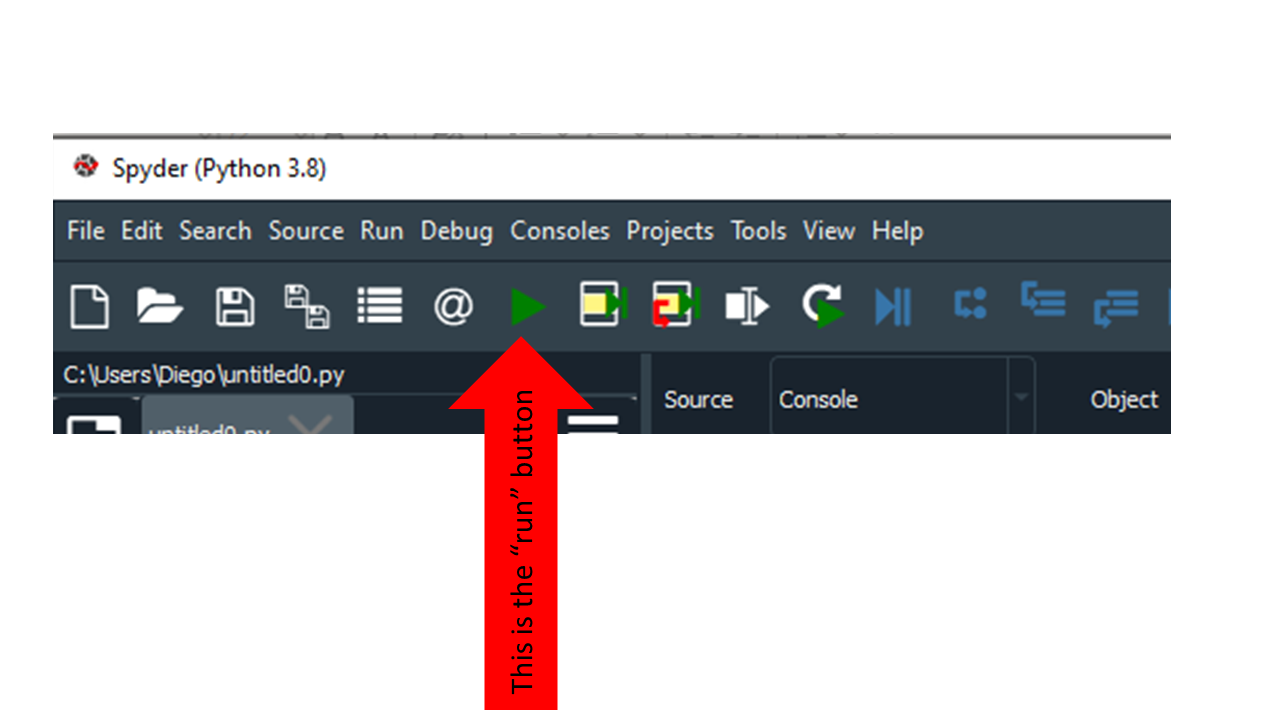 Spyder (Python 3.8)
File Edit Search Source Run Debug Consoles Projects Tools View Help
@
C:\Users\Diego\untitled0.py
Source Console Object
untitled0.py
This is the “run” button